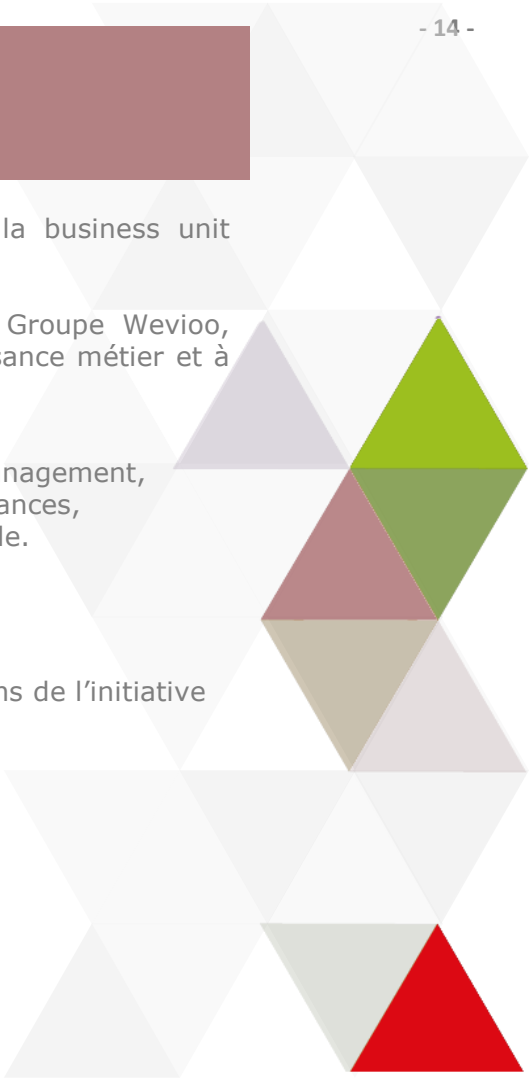 - 14 -
la business unit
Groupe Wevioo,
sance métier et à
nagement,
ances,
le.
ns de l’initiative